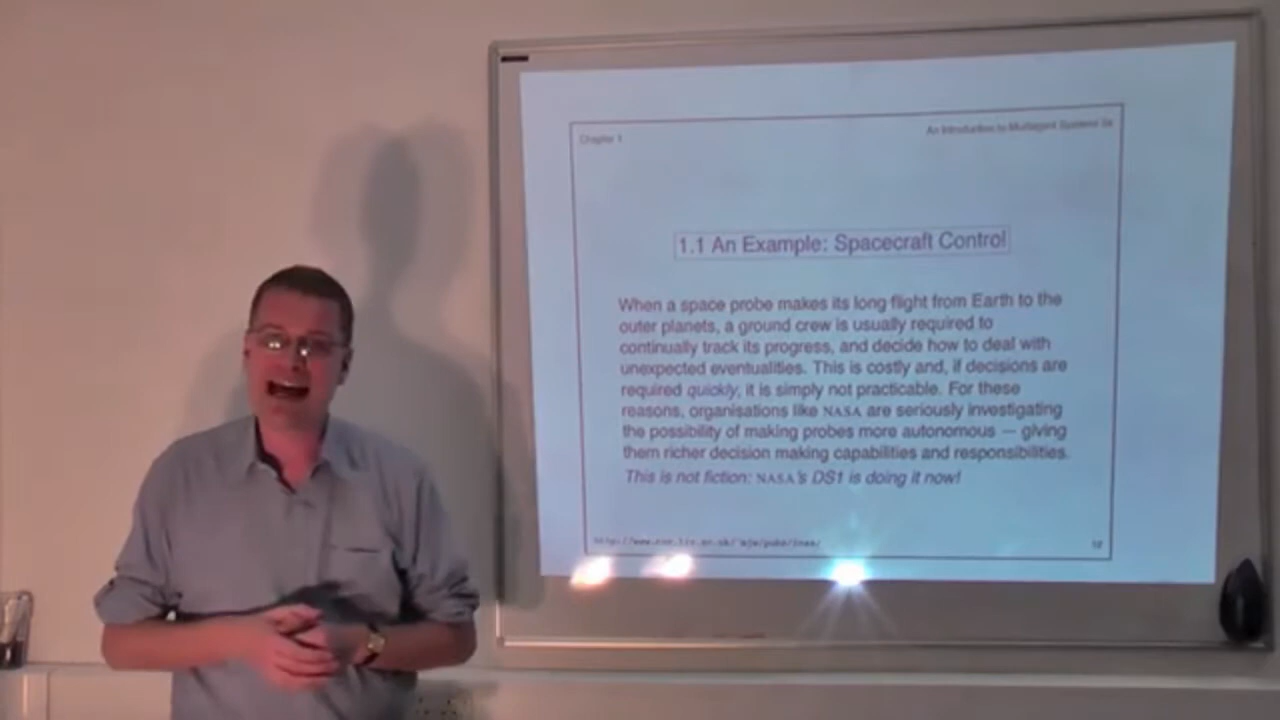 Chapter 1
An Introduction to Multiagent Systems 2e
1.1 An Example: Spacecraft Control
When a space probe makes its long flight from Earth to the
outer planets, a ground crew is usually required to
continually track its progress, and decide how to deal with
unexpected eventualities. This is costly and, if decisions are
required quickly, it is simply not practicable. For these
reasons, organisations like NASA are seriously investigating
the possibility of making probes more autonomous — giving
them richer decision making capabilities and responsibilities.
This is not fiction: NASA's DS1 is doing it now!
12